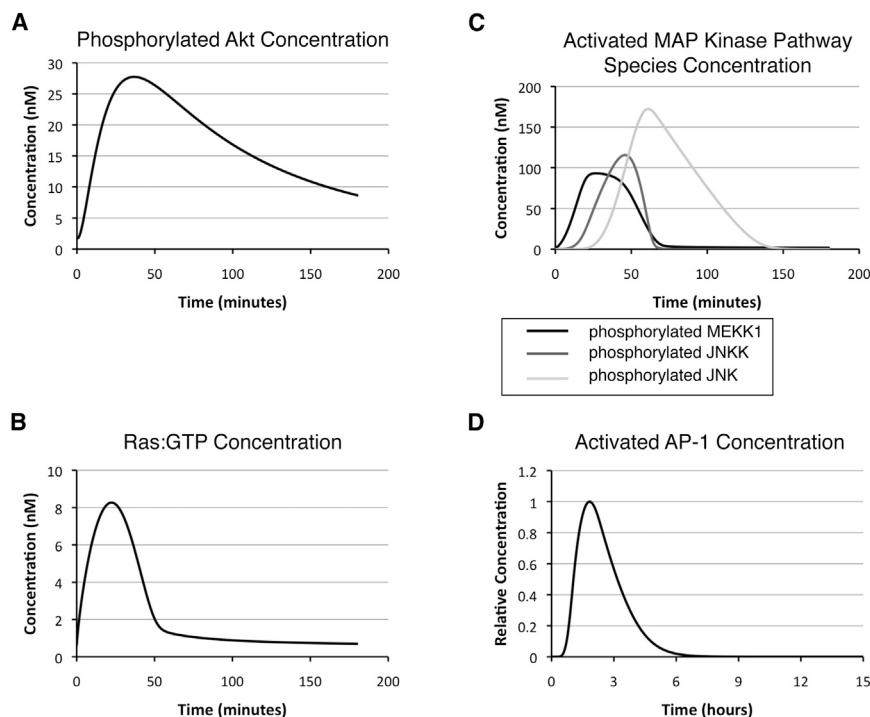 A
Phosphorylated Akt Concentration
Concentration (nM)
30
25
20
15
10
5
0
0 50 100 150 200
Time (minutes)
C
Activated MAP Kinase Pathway
Species Concentration
Concentration (nM)
200
150
100
50
0
0 50 100 150 200
Time (minutes)
phosphorylated MEKK1
phosphorylated JNKK
phosphorylated JNK
B
Ras:GTP Concentration
Concentration (nM)
10
8
6
4
2
0
0 50 100 150 200
Time (minutes)
D
Activated AP-1 Concentration
Relative Concentration
1.2
1
0.8
0.6
0.4
0.2
0
0 3 6 9 12 15
Time (hours)